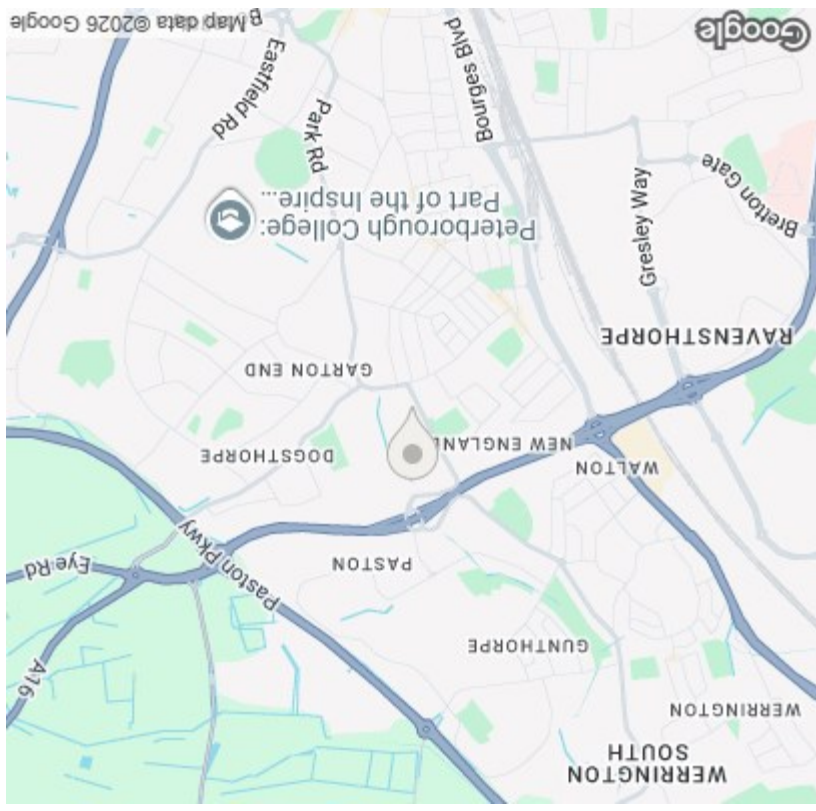 WERRINGTON
SOUTH
WERRINGTON
GUNTHORPE
A16
Eye Rd
Paston Pkwy
PASTON
WALTON
NEW ENGLAND
DOGSTHORPE
GARTON END
RAVENSTHORPE
Gresley Way
Bretton Gate
Peterborough College:
Part of the Inspire...
Park Rd
Bourges Blvd
Eastfield Rd
Google
Map data ©2026 Google